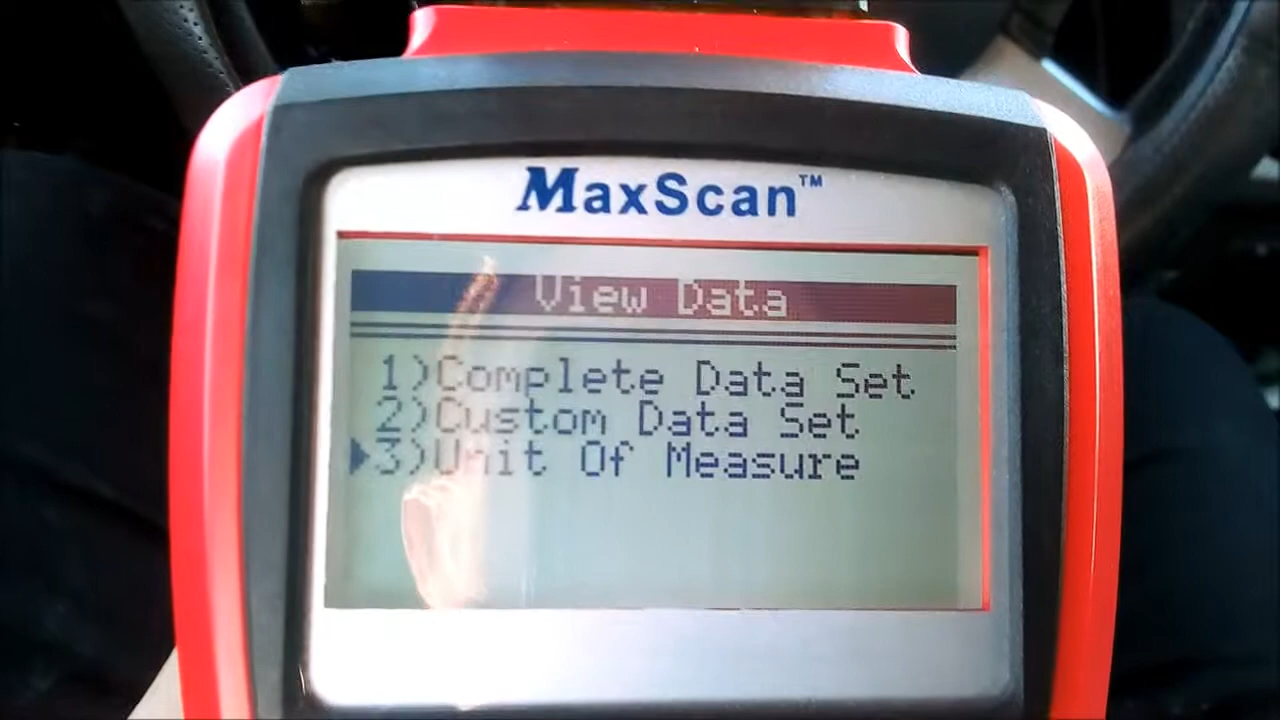 MaxScan™
View Data
1)Complete Data Set
2)Custom Data Set
3)Unit Of Measure